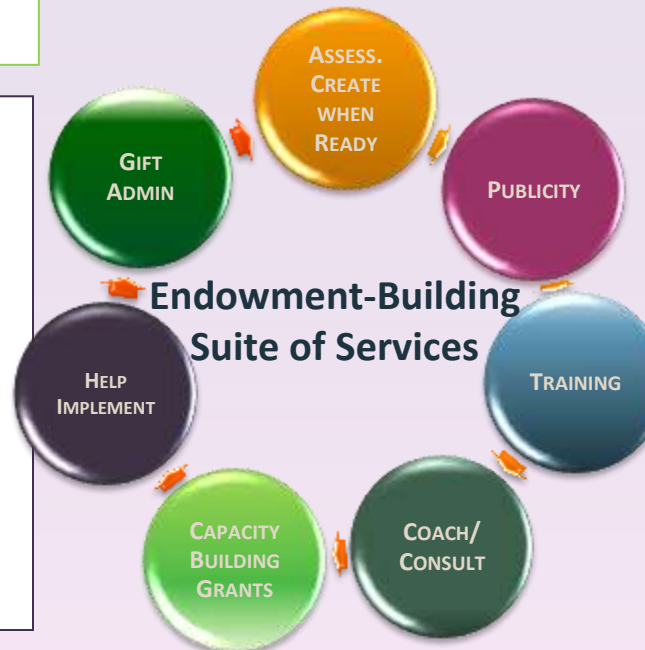 Assess.
Create
when
Ready
Publicity
Training
Coach/
Consult
Capacity
Building
Grants
Help
Implement
Gift
Admin
Endowment-Building
Suite of Services